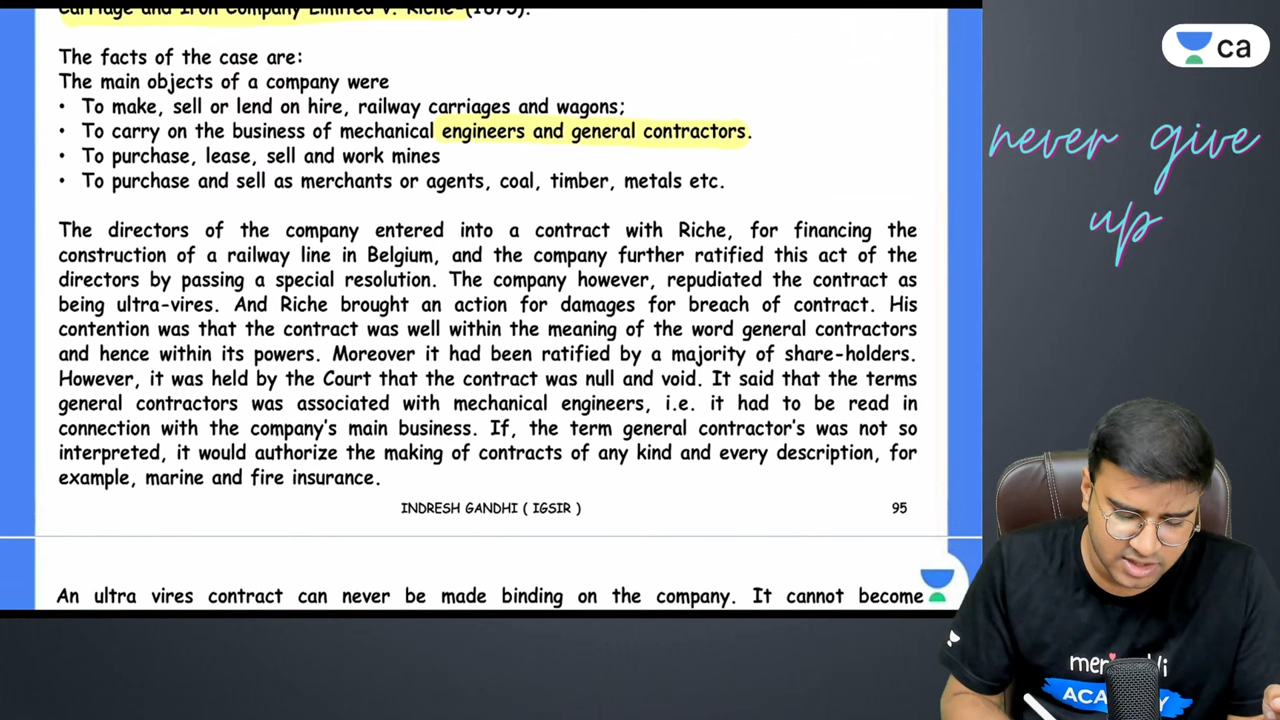 Carriage and Iron Company Limited v. Riche-(1875).
The facts of the case are:
The main objects of a company were
• To make, sell or lend on hire, railway carriages and wagons;
• To carry on the business of mechanical engineers and general contractors.
• To purchase, lease, sell and work mines
• To purchase and sell as merchants or agents, coal, timber, metals etc.
The directors of the company entered into a contract with Riche, for financing the
construction of a railway line in Belgium, and the company further ratified this act of the
directors by passing a special resolution. The company however, repudiated the contract as
being ultra-vires. And Riche brought an action for damages for breach of contract. His
contention was that the contract was well within the meaning of the word general contractors
and hence within its powers. Moreover it had been ratified by a majority of share-holders.
However, it was held by the Court that the contract was null and void. It said that the terms
general contractors was associated with mechanical engineers, i.e. it had to be read in
connection with the company's main business. If, the term general contractor's was not so
interpreted, it would authorize the making of contracts of any kind and every description, for
example, marine and fire insurance.
INDRESH GANDHI ( IGSIR )
95
An ultra vires contract can never be made binding on the company. It cannot become
ca
never give
up